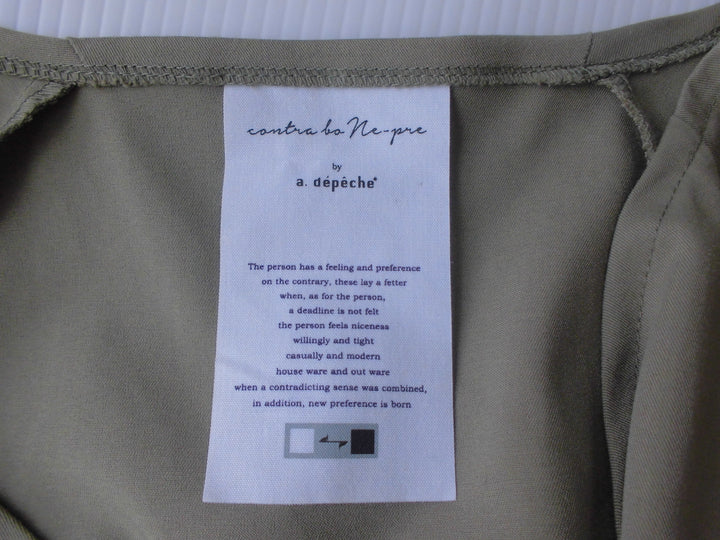 contra bo Ne-pre
by
a. dépêche
The person has a feeling and preference
on the contrary, these lay a fetter
when, as for the person,
a deadline is not felt
the person feels niceness
willingly and tight
casually and modern
house ware and out ware
when a contradicting sense was combined,
in addition, new preference is born